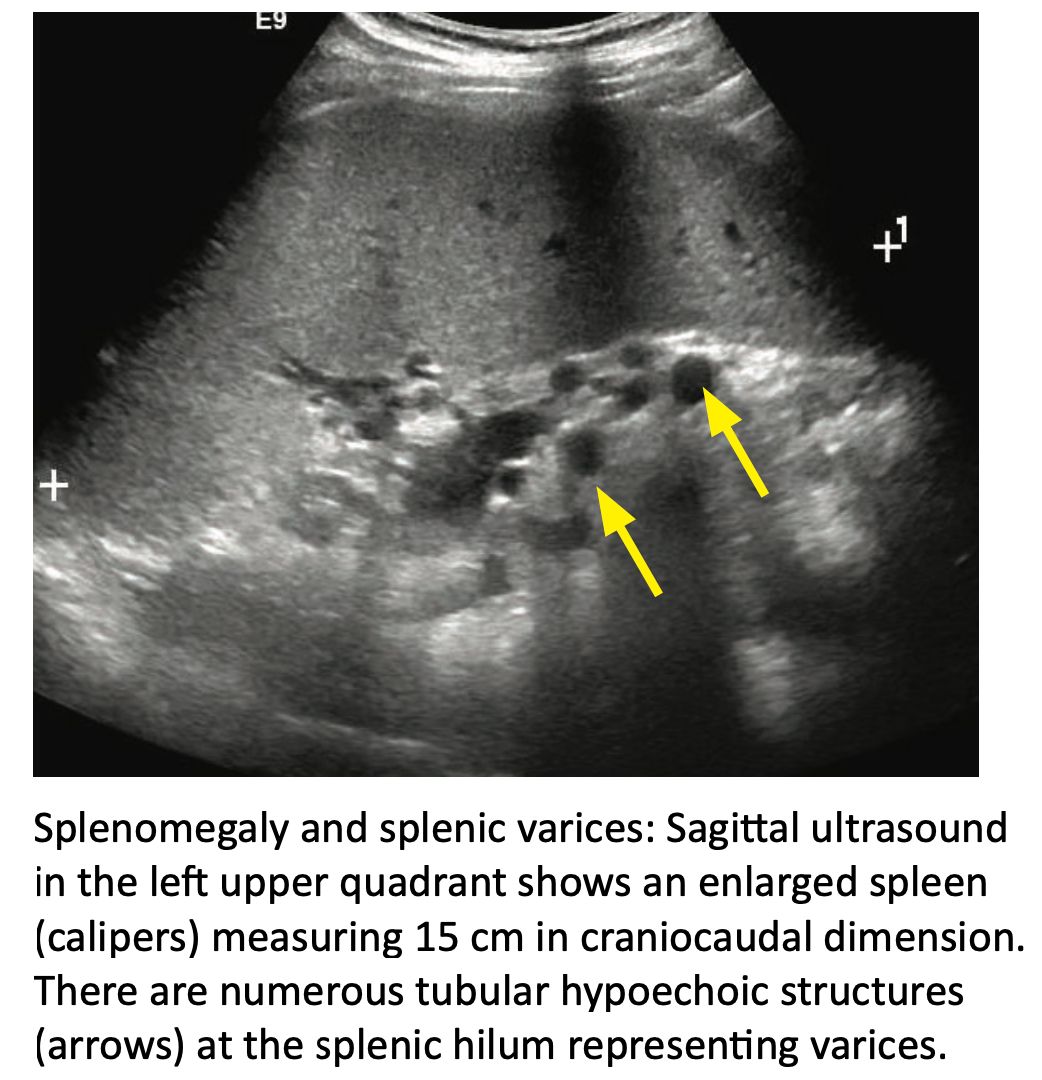 E9
1
Splenomegaly and splenic varices: Sagittal ultrasound
in the left upper quadrant shows an enlarged spleen
(calipers) measuring 15 cm in craniocaudal dimension.
There are numerous tubular hypoechoic structures
(arrows) at the splenic hilum representing varices.